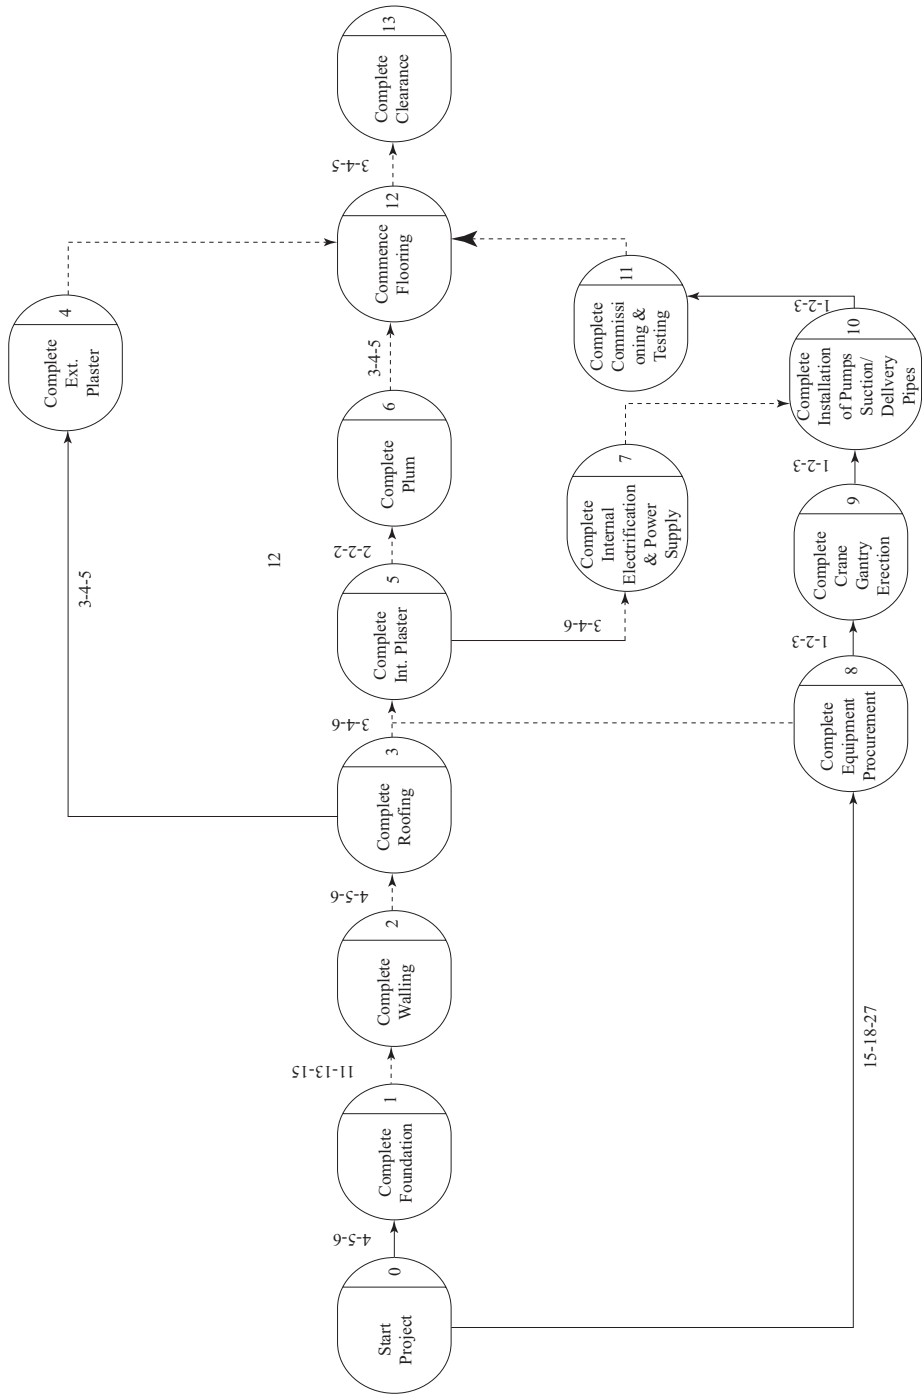 Start
Project
0
4-5-6
Complete
Foundation
1
11-13-15
Complete
Walling
2
4-5-6
Complete
Roofing
3
3-4-5
Complete
Ext.
Plaster
4
3-4-6
Complete
Int. Plaster
5
2-2-2
12
Complete
Plum
6
3-4-5
3-4-6
Complete
Internal
Electrification
& Power
Supply
7
15-18-27
Complete
Equipment
Procurement
8
1-2-3
Complete
Crane
Gantry
Erection
9
1-2-3
Complete
Installation
of Pumps
Suction/
Dellvery
Pipes
10
1-2-3
Complete
Commissi
oning &
Testing
11
Commence
Flooring
12
3-4-5
Complete
Clearance
13